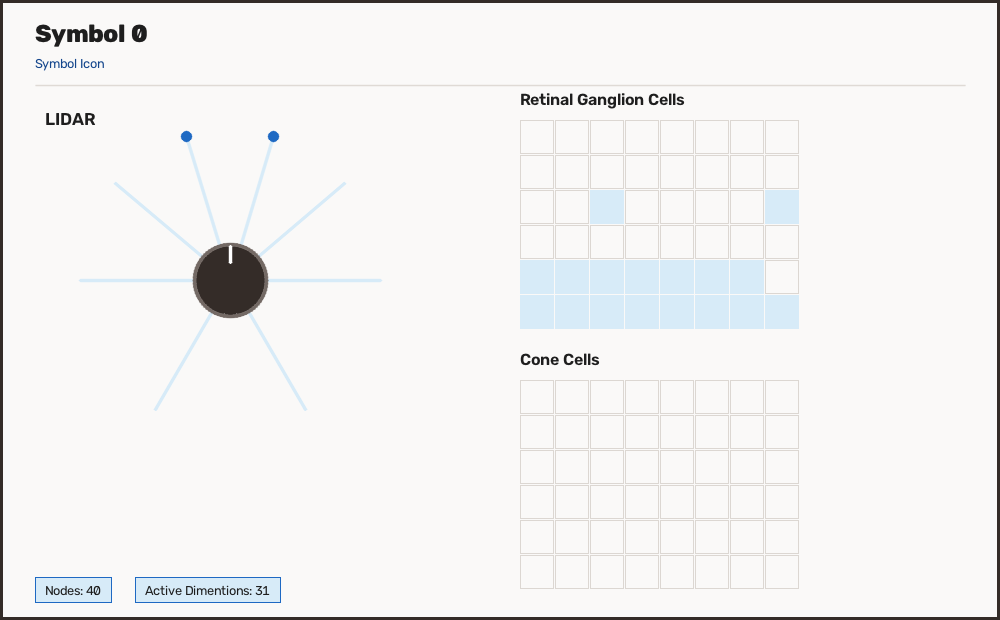 Symbol 0
Symbol Icon
LIDAR
Retinal Ganglion Cells
Cone Cells
Nodes: 40
Active Dimentions: 31